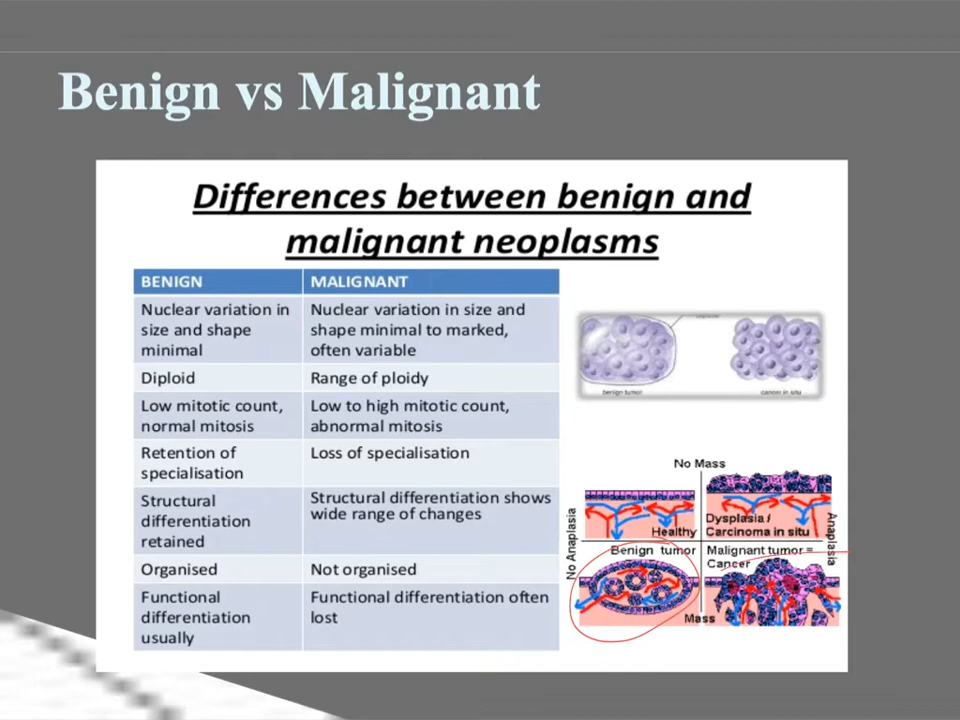 Benign vs Malignant
Differences between benign and
malignant neoplasms
BENIGN
MALIGNANT
Nuclear variation in
size and shape
minimal
Nuclear variation in size and
shape minimal to marked,
often variable
Diploid
Range of ploidy
Low mitotic count,
normal mitosis
Low to high mitotic count,
abnormal mitosis
Retention of
specialisation
Loss of specialisation
Structural
differentiation
retained
Structural differentiation shows
wide range of changes
Organised
Not organised
Functional
differentiation
usually
Functional differentiation often
lost
benign tumor
cancer in situ
No Mass
No Anaplasia
Healthy
Dysplasia /
Carcinoma in situ
Anaplasia
Benign tumor
Malignant tumor =
Cancer
Mass